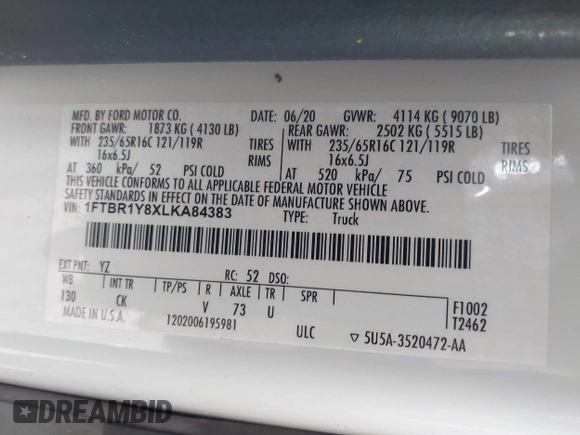 MFD. BY FORD MOTOR CO. DATE: 06/20 GVWR: 4114 KG ( 9070 LB)
FRONT GAWR: 1873 KG ( 4130 LB) REAR GAWR: 2502 KG ( 5515 LB)
WITH 235/65R16C 121/119R TIRES WITH 235/65R16C 121/119R TIRES
16x6.5J RIMS 16x6.5J RIMS
AT 360 kPa/ 52 PSI COLD AT 520 kPa/ 75 PSI COLD
THIS VEHICLE CONFORMS TO ALL APPLICABLE FEDERAL MOTOR VEHICLE
SAFETY STANDARDS IN EFFECT ON THE DATE OF MANUFACTURE SHOWN ABOVE.
VIN: 1FTBR1Y8XLKA84383 TYPE: Truck
EXT PNT: YZ RC: 52 DSO:
WB INT TR TP/PS R AXLE TR SPR
130 CK V 73 U
F1002
T2462
MADE IN U.S.A. 1202006195981 ULC ▽ 5U5A-3520472-AA
DREAMBID